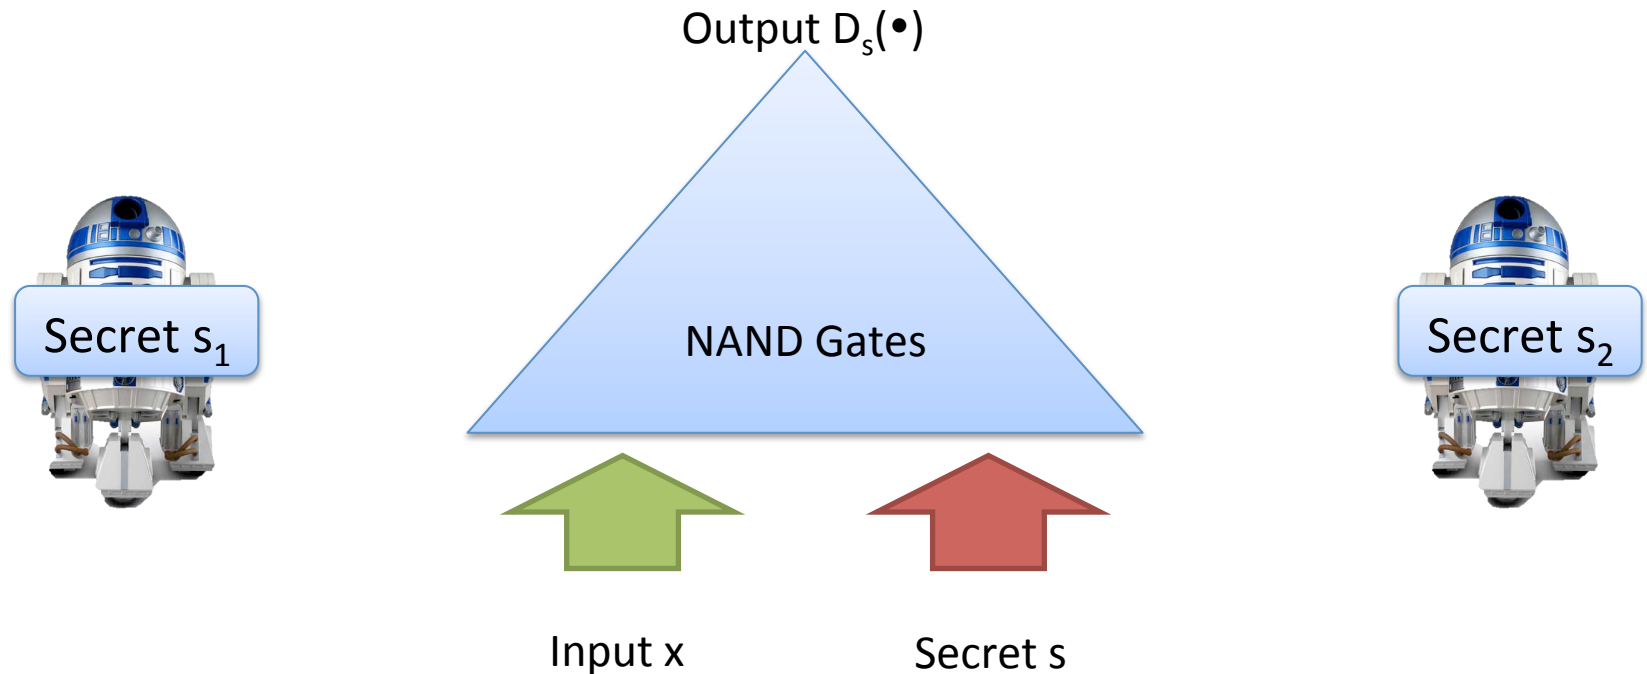 Output Dₛ(•)
Secret s₁
NAND Gates
Secret s₂
Input x
Secret s